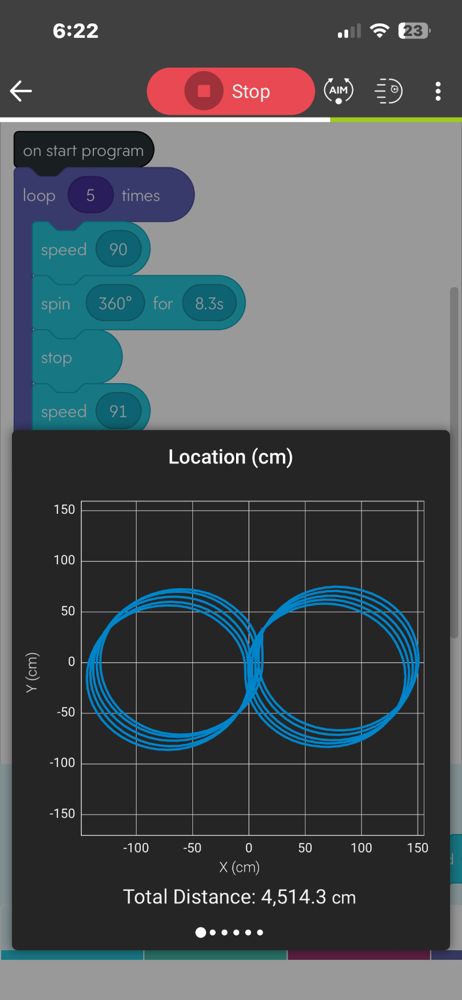 6:22
23
Stop
AIM
on start program
loop 5 times
speed 90
spin 360° for 8.3s
stop
speed 91
Location (cm)
150
100
50
0
-50
-100
-150
Y (cm)
-100 -50 0 50 100 150
X (cm)
Total Distance: 4,514.3 cm